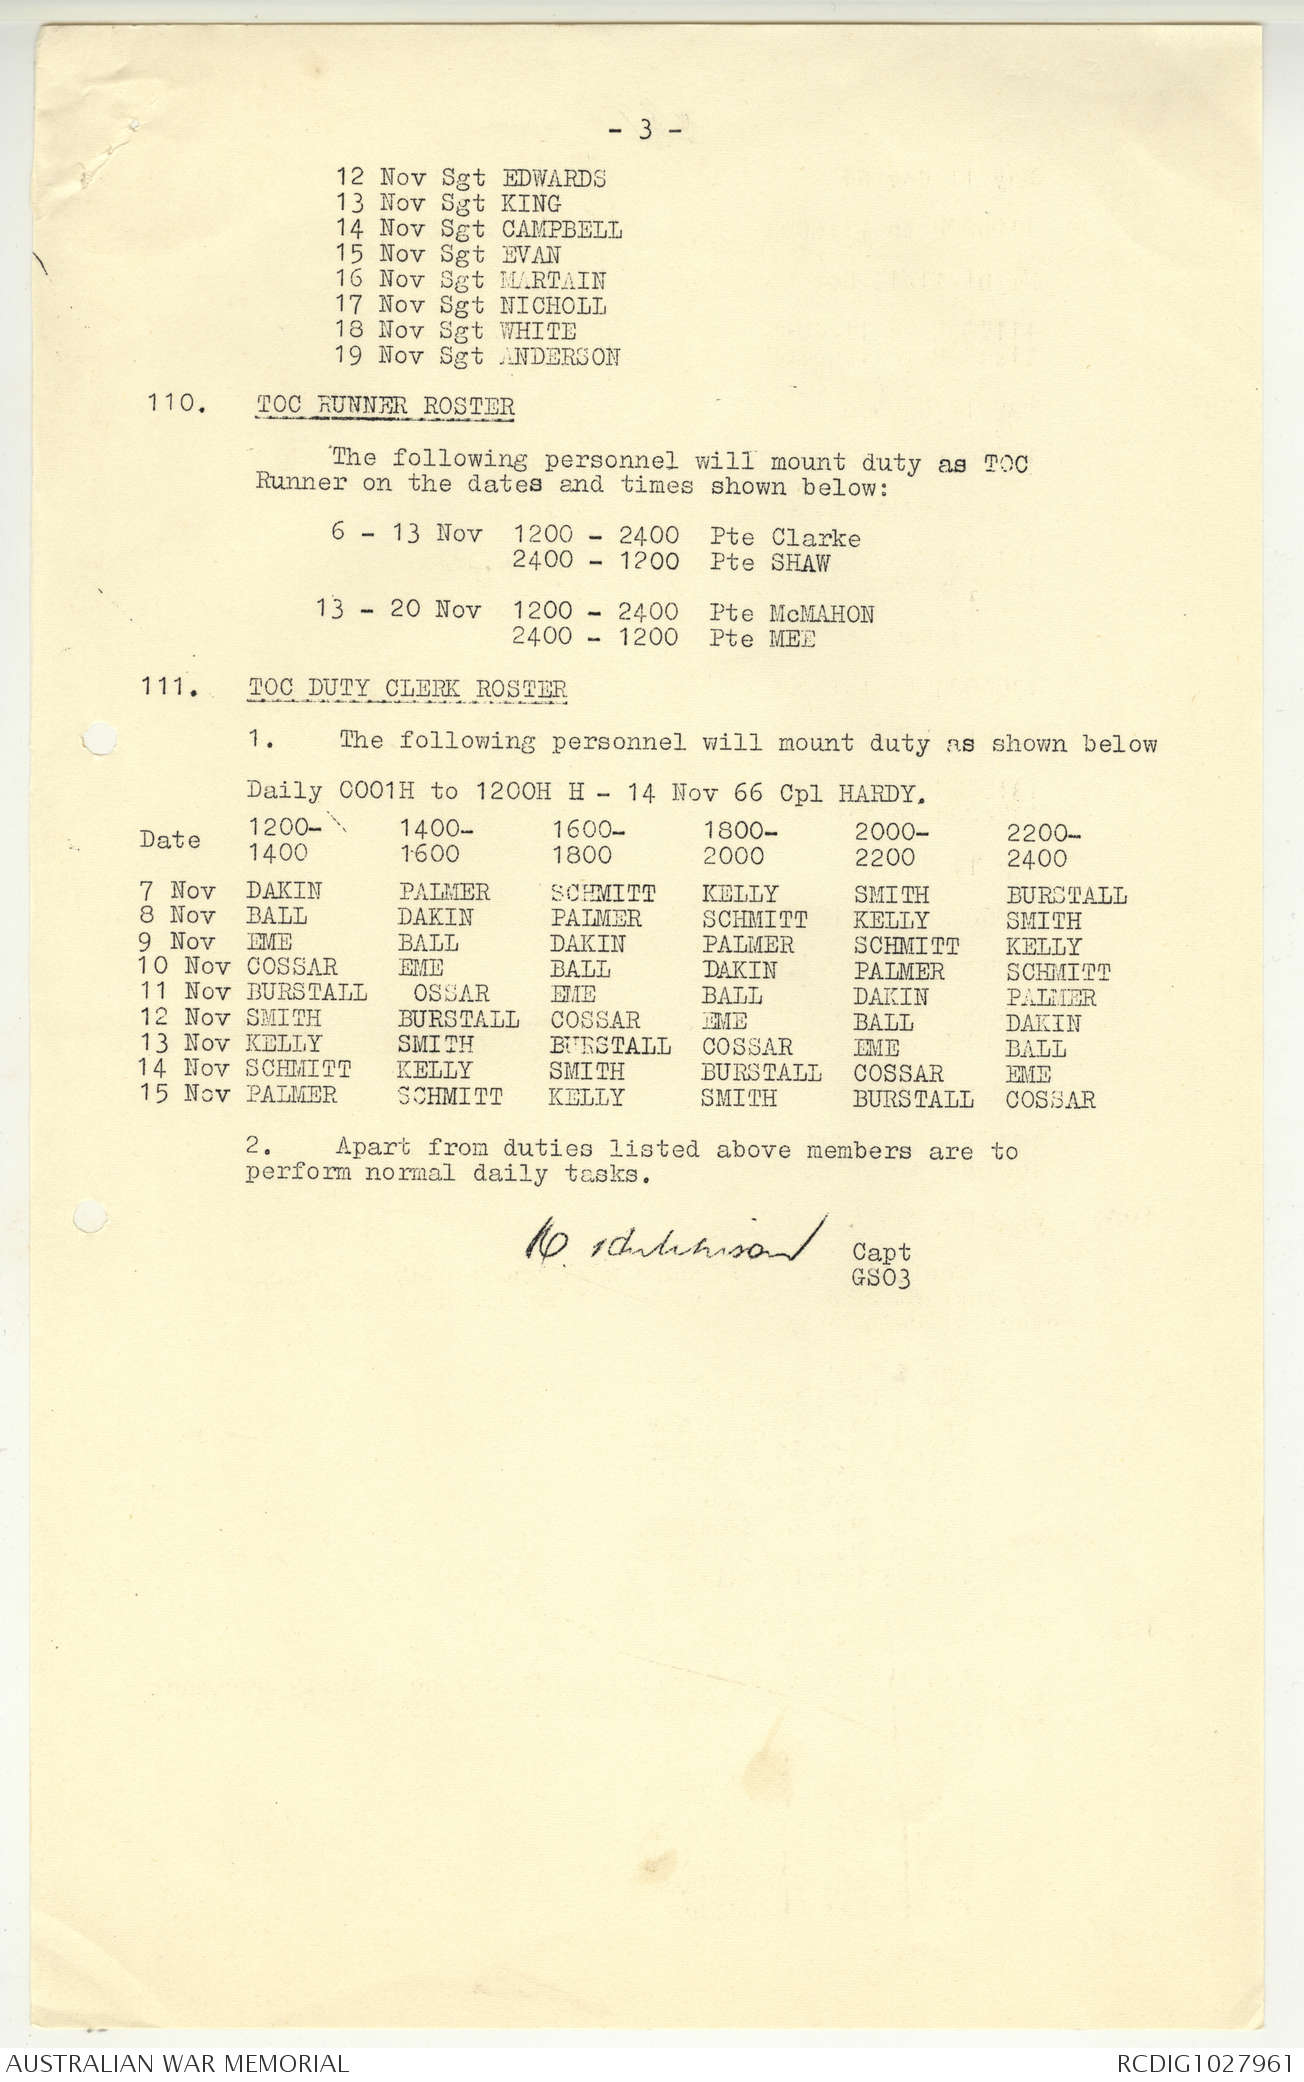 - 3 -
12 Nov Sgt EDWARDS
13 Nov Sgt KING
14 Nov Sgt CAMPBELL
15 Nov Sgt EVAN
16 Nov Sgt MARTAIN
17 Nov Sgt NICHOLL
18 Nov Sgt WHITE
19 Nov Sgt ANDERSON
110. TOC RUNNER ROSTER
The following personnel will mount duty as TOC
Runner on the dates and times shown below:
6 - 13 Nov 1200 - 2400 Pte Clarke
2400 - 1200 Pte SHAW
13 - 20 Nov 1200 - 2400 Pte McMAHON
2400 - 1200 Pte MEE
111. TOC DUTY CLERK ROSTER
1. The following personnel will mount duty as shown below
Daily 0001H to 1200H H - 14 Nov 66 Cpl HARDY.
Date 1200- 1400- 1600- 1800- 2000- 2200-
1400 1600 1800 2000 2200 2400
7 Nov DAKIN PALMER SCHMITT KELLY SMITH BURSTALL
8 Nov BALL DAKIN PALMER SCHMITT KELLY SMITH
9 Nov EME BALL DAKIN PALMER SCHMITT KELLY
10 Nov COSSAR EME BALL DAKIN PALMER SCHMITT
11 Nov BURSTALL OSSAR EME BALL DAKIN PALMER
12 Nov SMITH BURSTALL COSSAR EME BALL DAKIN
13 Nov KELLY SMITH BURSTALL COSSAR EME BALL
14 Nov SCHMITT KELLY SMITH BURSTALL COSSAR EME
15 Nov PALMER SCHMITT KELLY SMITH BURSTALL COSSAR
2. Apart from duties listed above members are to
perform normal daily tasks.
Hutchison Capt
GSO3
AUSTRALIAN WAR MEMORIAL RCDIG1027961